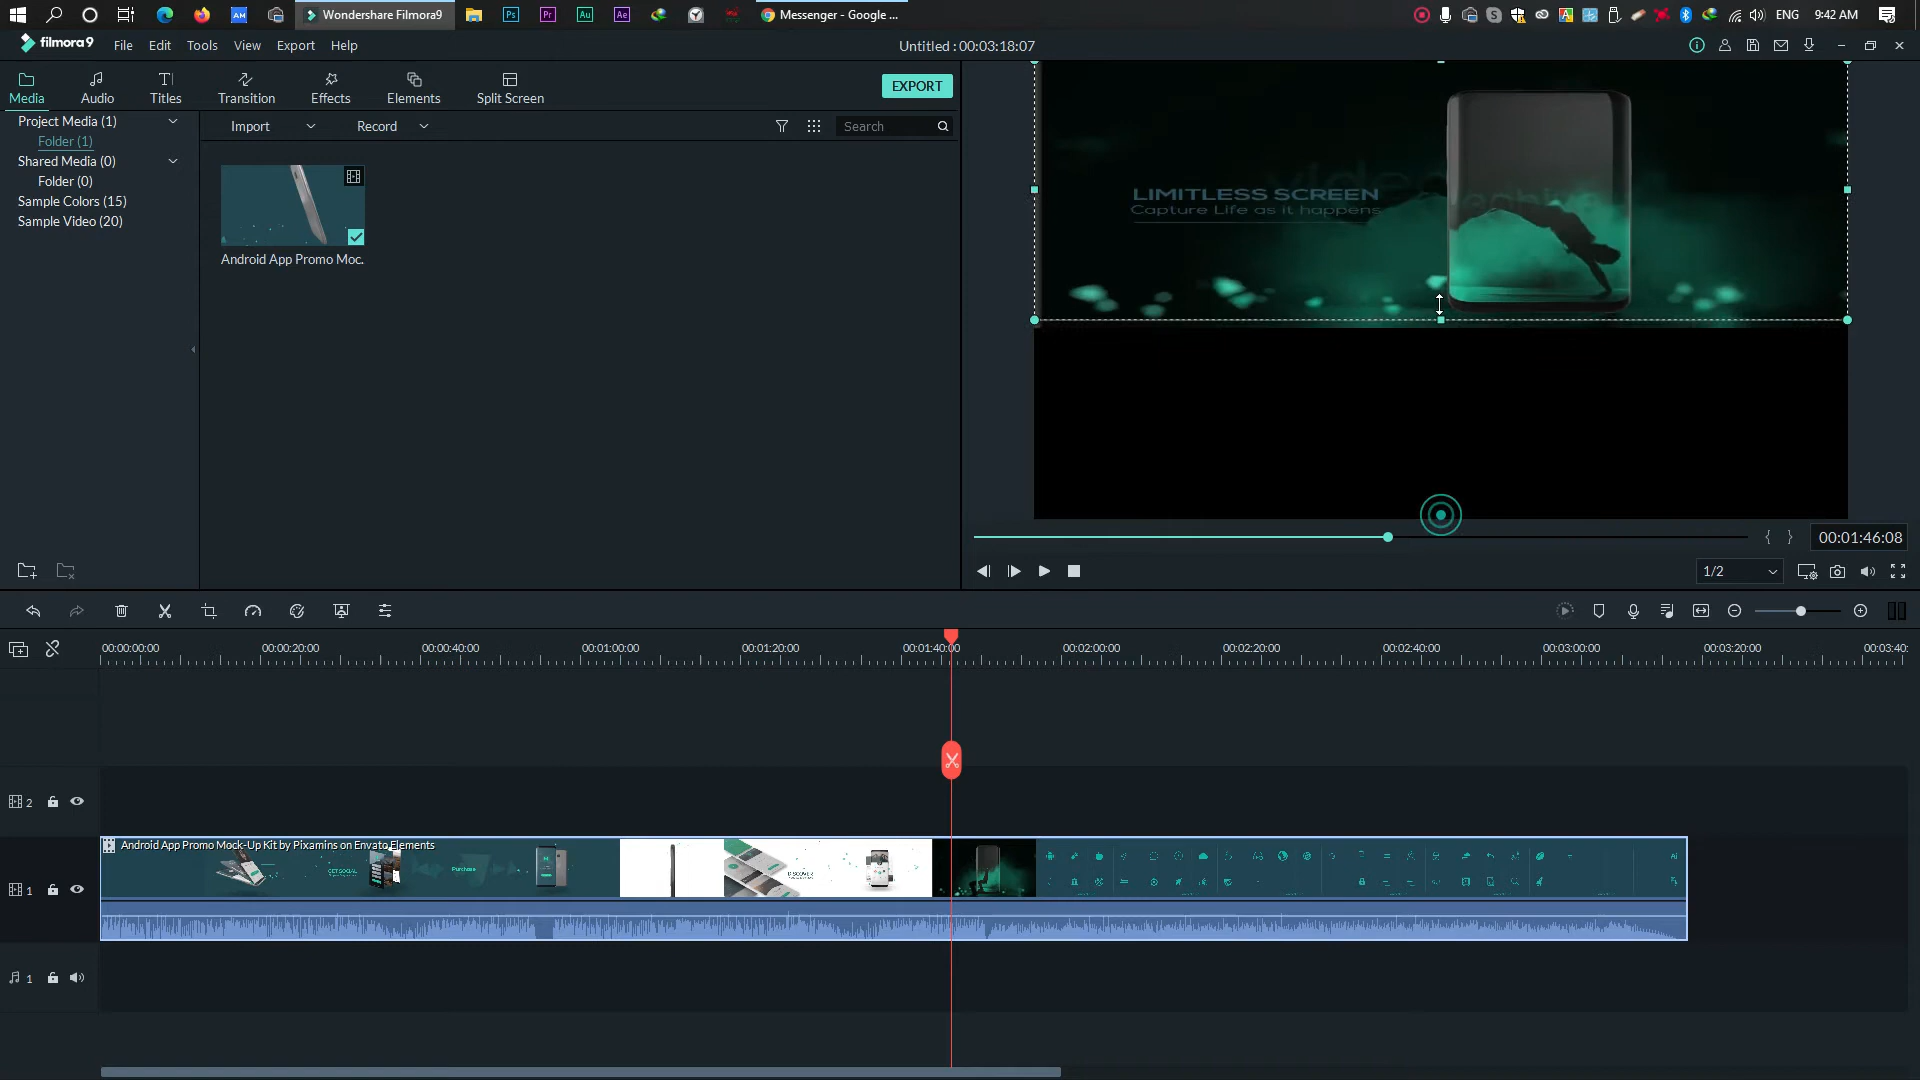 Wondershare Filmora9
Messenger - Google ...
ENG
9:42 AM
filmora9
File
Edit
Tools
View
Export
Help
Untitled : 00:03:18:07
Media
Audio
Titles
Transition
Effects
Elements
Split Screen
EXPORT
Project Media (1)
Folder (1)
Shared Media (0)
Folder (0)
Sample Colors (15)
Sample Video (20)
Import
Record
Search
Android App Promo Moc.
LIMITLESS SCREEN
Capture Life as it happens
00:01:46:08
1/2
00:00:00:00
00:00:20:00
00:00:40:00
00:01:00:00
00:01:20:00
00:01:40:00
00:02:00:00
00:02:20:00
00:02:40:00
00:03:00:00
00:03:20:00
00:03:40:
2
Android App Promo Mock-Up Kit by Pixamins on Envato Elements
GET SOCIAL
Purchase
DISCOVER
1
1